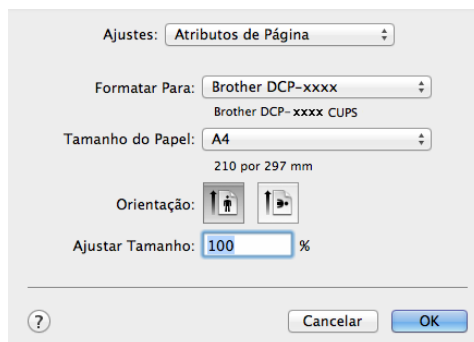 Ajustes: Atributos de Página
Formatar Para: Brother DCP-xxxx
Brother DCP-xxxx CUPS
Tamanho do Papel: A4
210 por 297 mm
Orientação:
Ajustar Tamanho: 100 %
? Cancelar OK